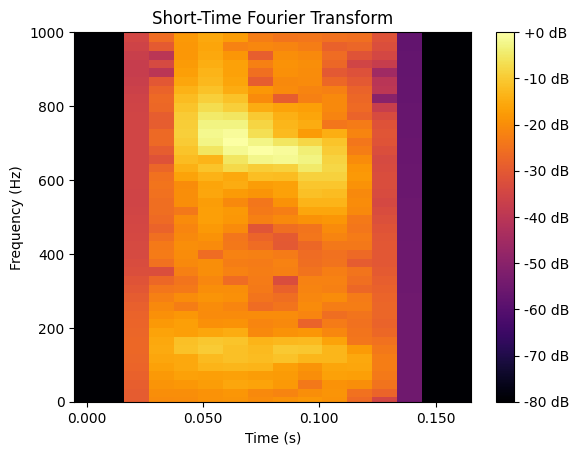 Short-Time Fourier Transform
1000
800
600
400
200
0
Frequency (Hz)
0.000
0.050
0.100
0.150
Time (s)
+0 dB
-10 dB
-20 dB
-30 dB
-40 dB
-50 dB
-60 dB
-70 dB
-80 dB